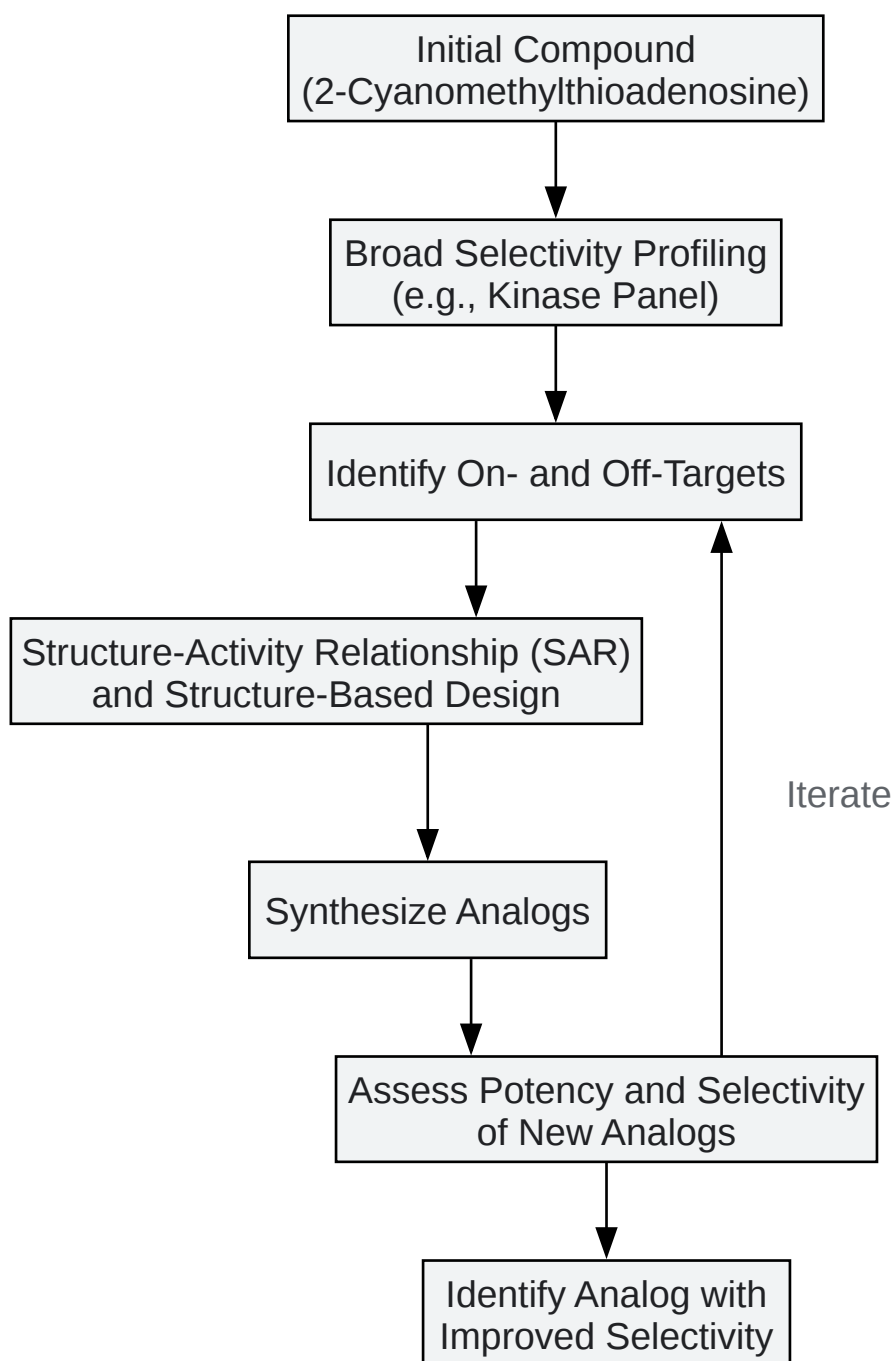 Initial Compound
(2-Cyanomethylthioadenosine)
Broad Selectivity Profiling
(e.g., Kinase Panel)
Identify On- and Off-Targets
Structure-Activity Relationship (SAR)
and Structure-Based Design
Iterate
Synthesize Analogs
Assess Potency and Selectivity
of New Analogs
Identify Analog with
Improved Selectivity